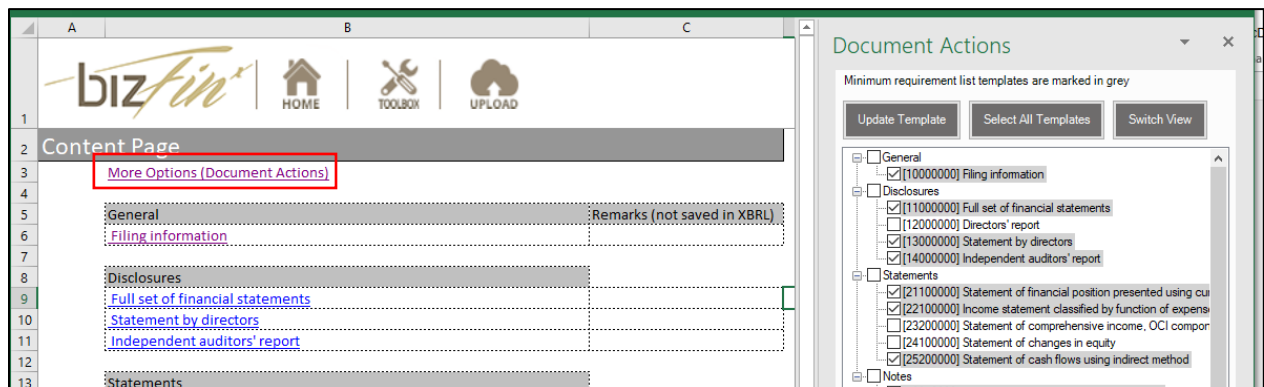 A B C
bizfinx HOME TOOLBOX UPLOAD
1
2 Content Page
3 More Options (Document Actions)
4
5 General Remarks (not saved in XBRL)
6 Filing information
7
8 Disclosures
9 Full set of financial statements
10 Statement by directors
11 Independent auditors' report
12
13 Statements
Document Actions
Minimum requirement list templates are marked in grey
Update Template Select All Templates Switch View
General
[10000000] Filing information
Disclosures
[11000000] Full set of financial statements
[12000000] Directors' report
[13000000] Statement by directors
[14000000] Independent auditors' report
Statements
[21100000] Statement of financial position presented using
[22100000] Income statement classified by function of
[23200000] Statement of comprehensive income, OCI
[24100000] Statement of changes in equity
[25200000] Statement of cash flows using indirect method
Notes